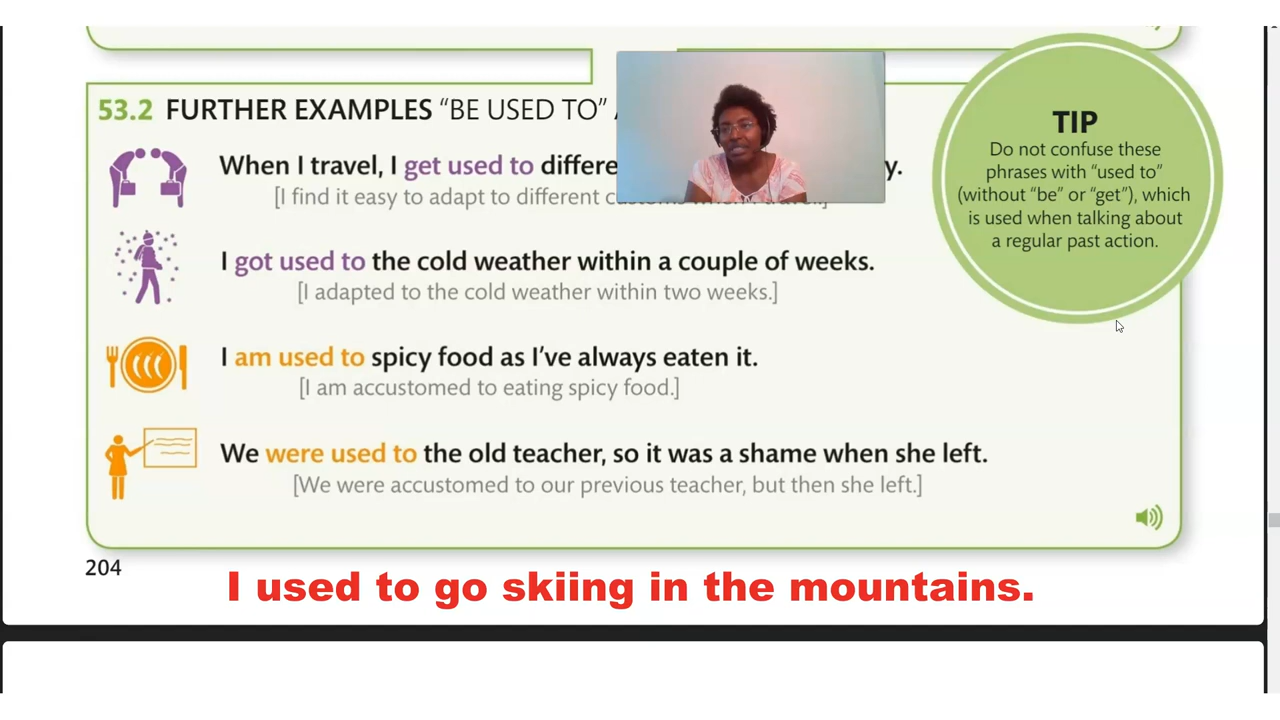 53.2 FURTHER EXAMPLES “BE USED TO”
When I travel, I get used to y.
[I find it easy to adapt to different
I got used to the cold weather within a couple of weeks.
[I adapted to the cold weather within two weeks.]
I am used to spicy food as I’ve always eaten it.
[I am accustomed to eating spicy food.]
We were used to the old teacher, so it was a shame when she left.
[We were accustomed to our previous teacher, but then she left.]
TIP
Do not confuse these
phrases with “used to”
(without “be” or “get”), which
is used when talking about
a regular past action.
204
I used to go skiing in the mountains.